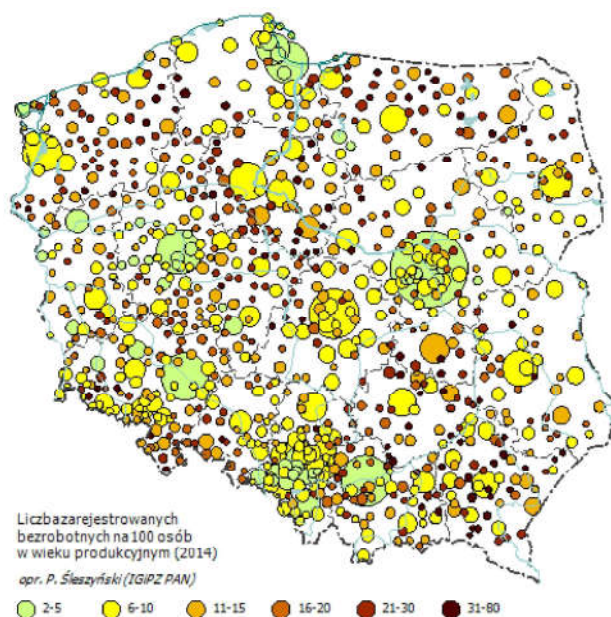 Liczbazarejestrowanych
bezrobotnych na 100 osób
w wieku produkcyjnym (2014)
opr. P. Śleszyński (IGiPZ PAN)
2-5 6-10 11-15 16-20 21-30 31-80